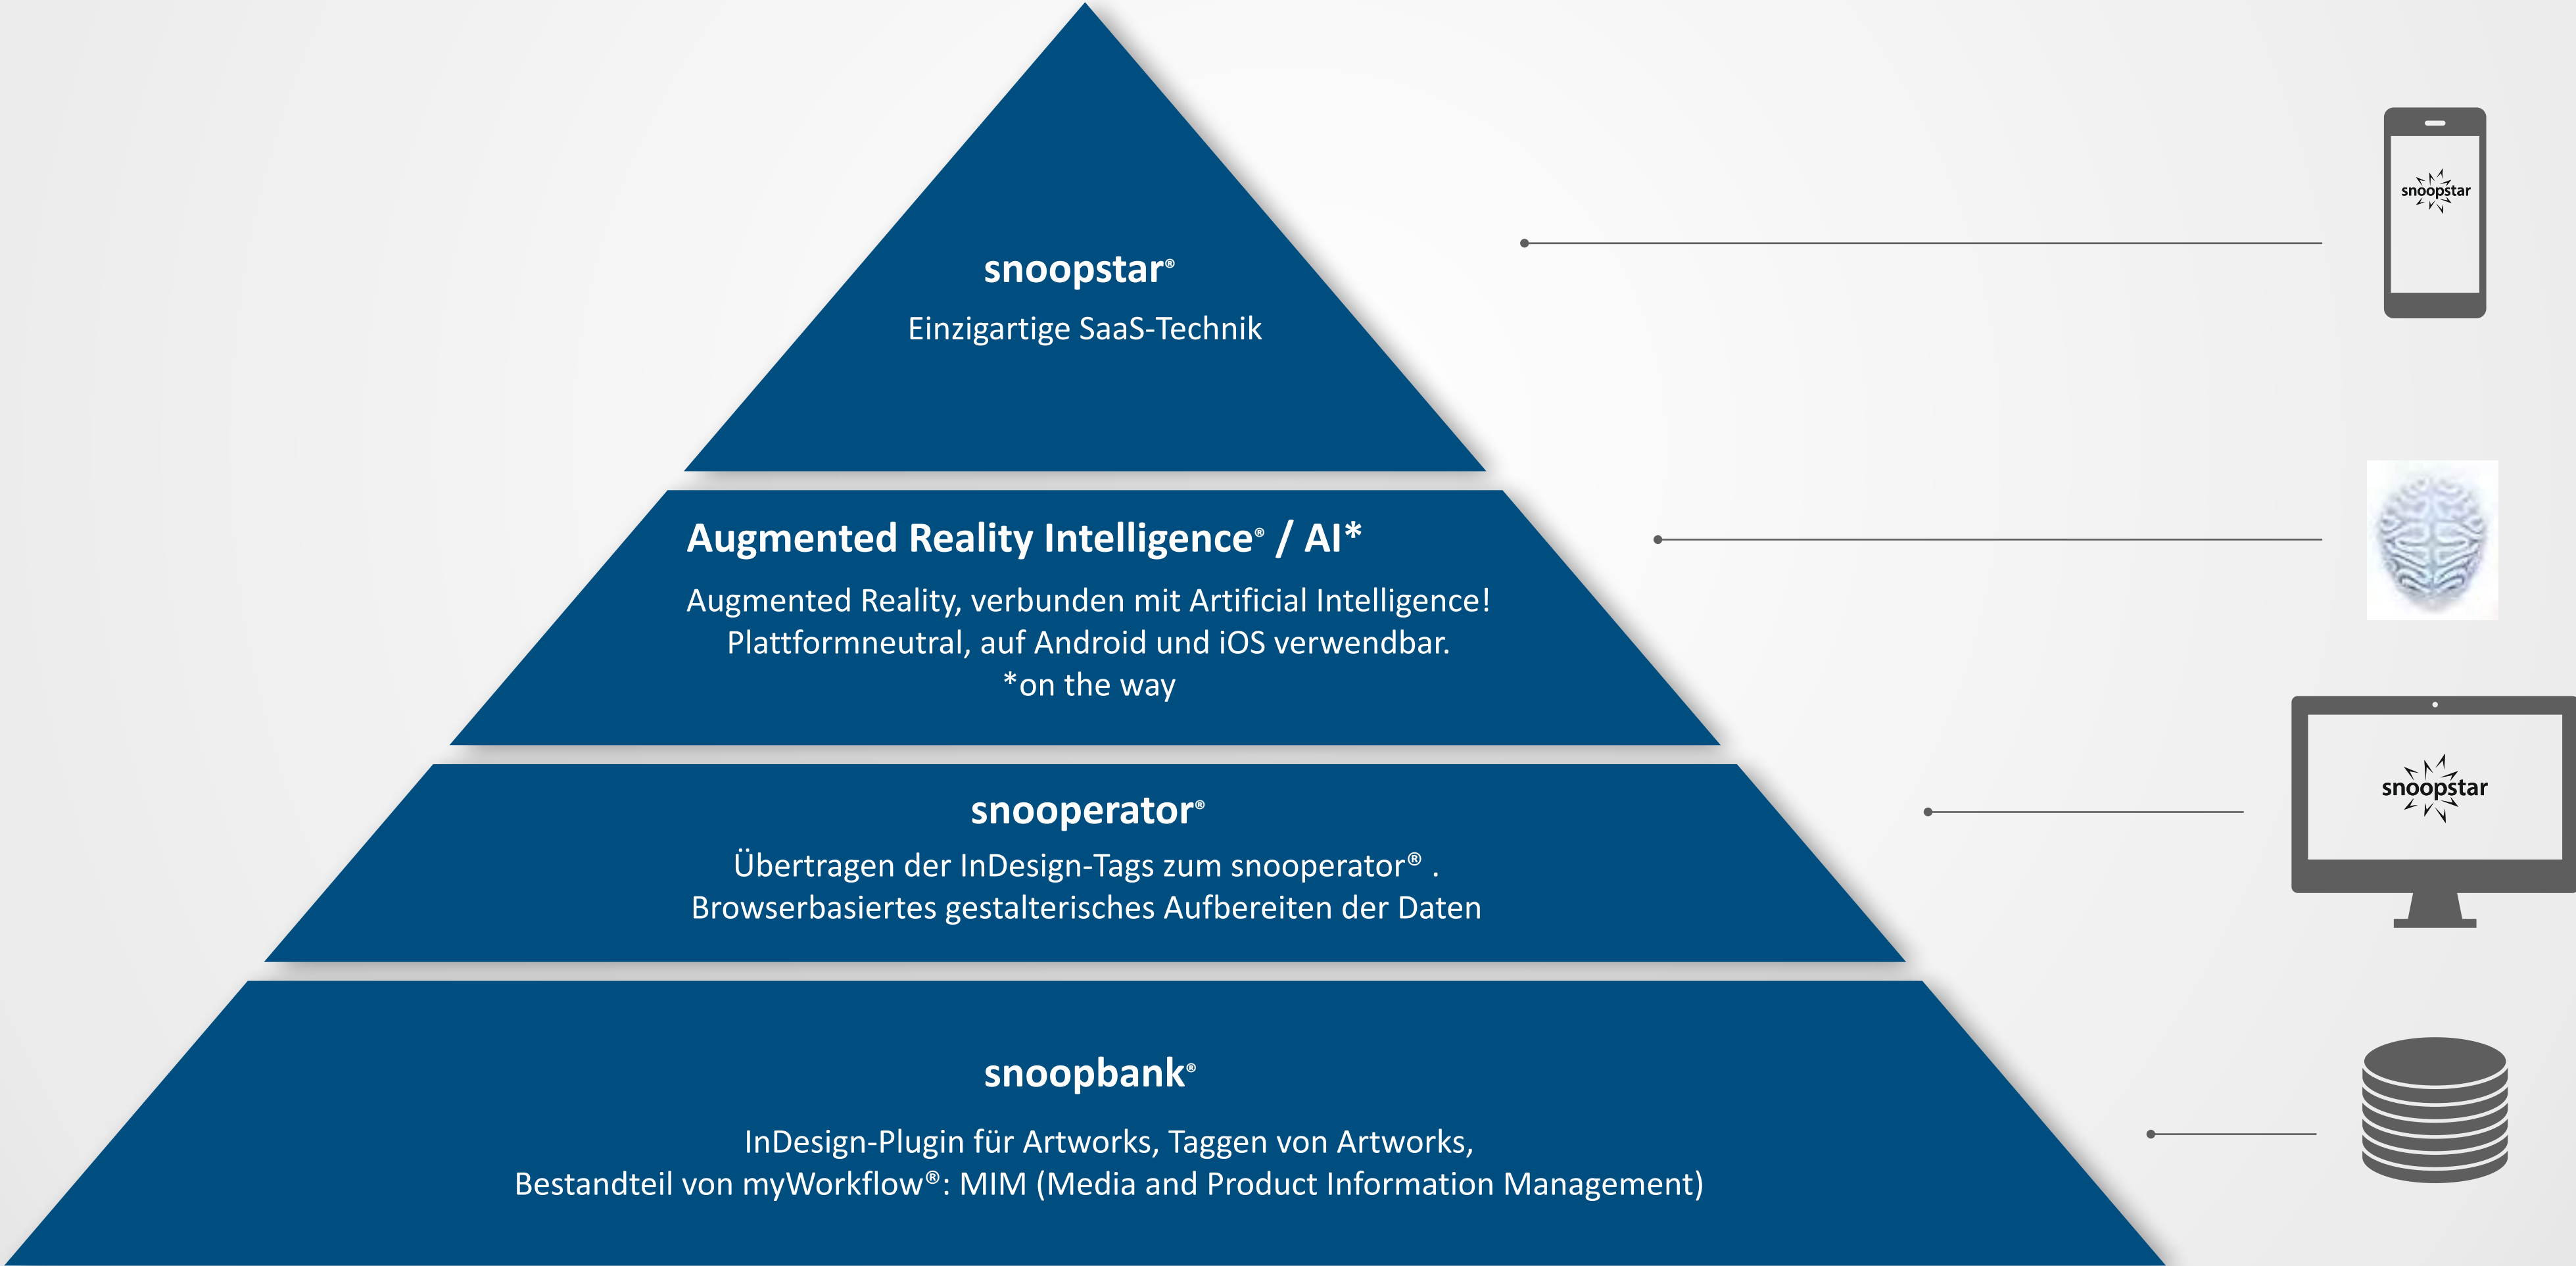 snoopstar®
Einzigartige SaaS-Technik
snoopstar
Augmented Reality Intelligence® / AI*
Augmented Reality, verbunden mit Artificial Intelligence!
Plattformneutral, auf Android und iOS verwendbar.
*on the way
snooperator®
Übertragen der InDesign-Tags zum snooperator® .
Browserbasiertes gestalterisches Aufbereiten der Daten
snoopstar
snoopbank®
InDesign-Plugin für Artworks, Taggen von Artworks,
Bestandteil von myWorkflow®: MIM (Media and Product Information Management)